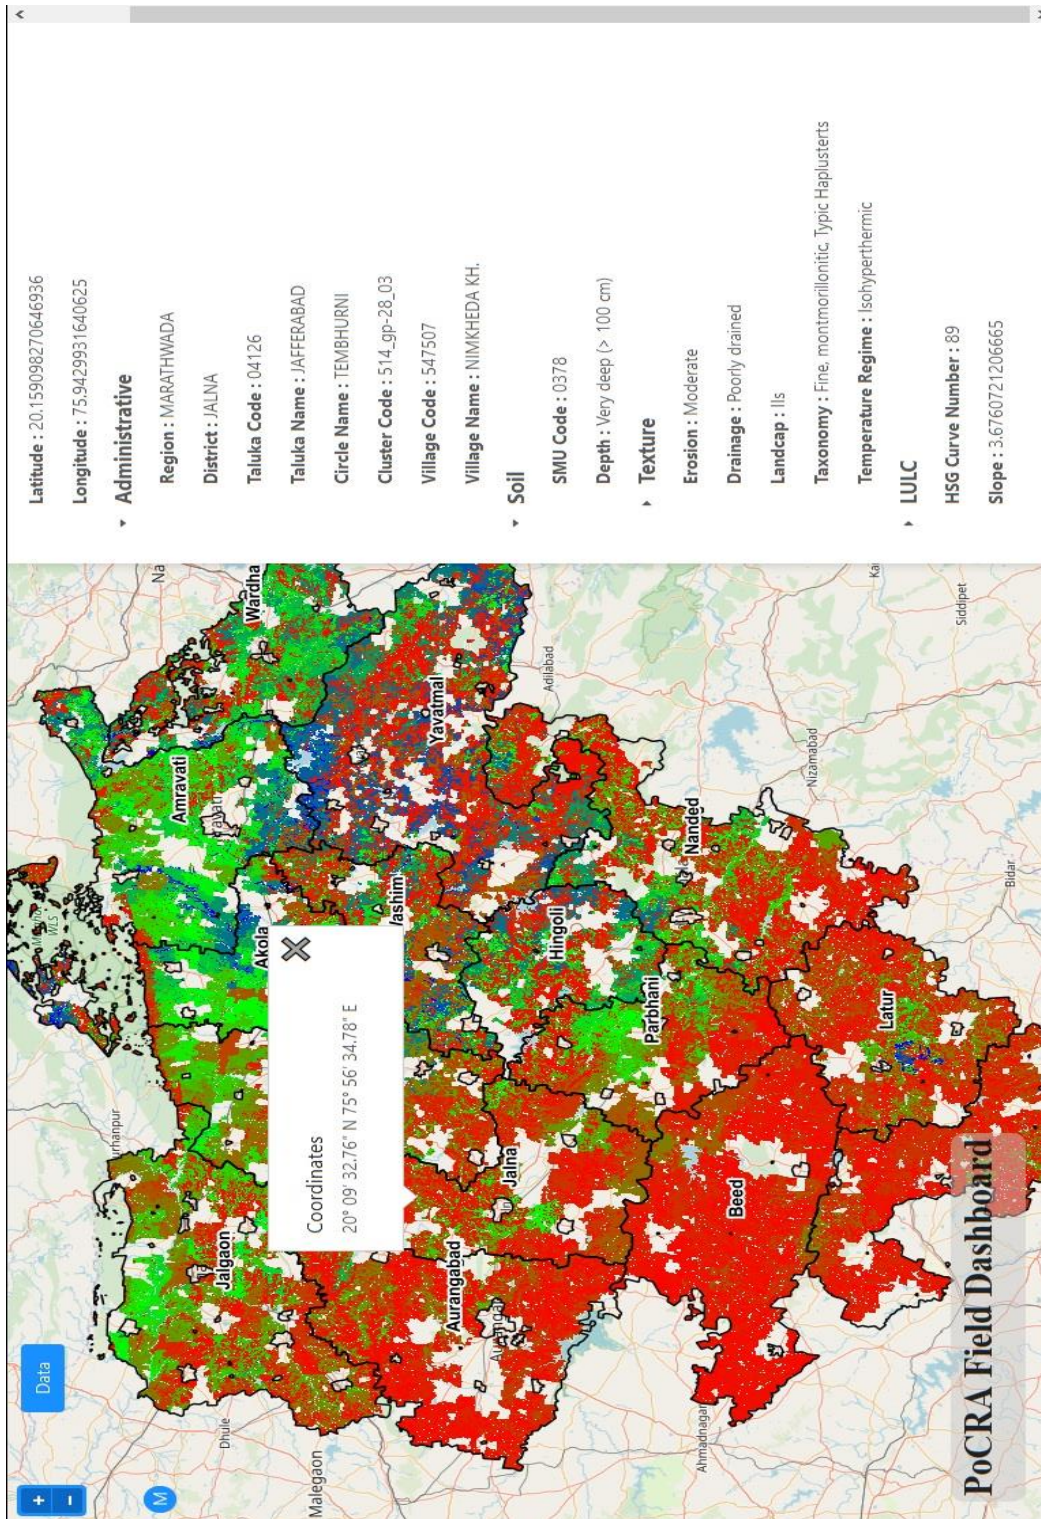 +
−
M
Data
Dhule
Malegaon
Jalgaon
Akola
Amravati
Wardha
Na
Washim
Yavatmal
Adilabad
Aurangabad
Jalna
Hingoli
Parbhani
Nanded
Nizamabad
Ahmadnagar
Beed
Latur
Bidar
Siddipet
Ka
Coordinates
20° 09' 32.76" N 75° 56' 34.78" E
PoCRA Field Dashboard
Latitude : 20.159098270646936
Longitude : 75.9429931640625
Administrative
Region : MARATHWADA
District : JALNA
Taluka Code : 04126
Taluka Name : JAFFERABAD
Circle Name : TEMBHURNI
Cluster Code : 514_gp-28_03
Village Code : 547507
Village Name : NIMKHEDA KH.
Soil
SMU Code : 0378
Depth : Very deep (> 100 cm)
Texture
Erosion : Moderate
Drainage : Poorly drained
Landcap : IIs
Taxonomy : Fine, montmorillonitic, Typic Haplusterts
Temperature Regime : Isohyperthermic
LULC
HSG Curve Number : 89
Slope : 3.6760721206665